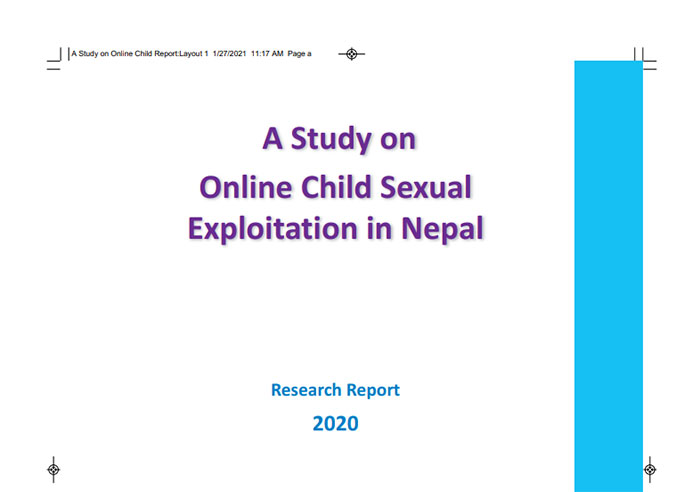 A Study on Online Child Report:Layout 1 1/27/2021 11:17 AM Page a
A Study on
Online Child Sexual
Exploitation in Nepal
Research Report
2020